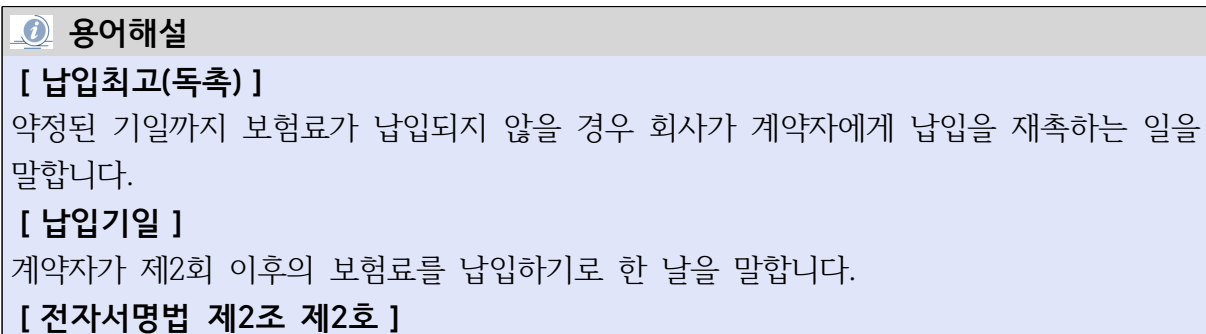 용어해설
[ 납입최고(독촉) ]
약정된 기일까지 보험료가 납입되지 않을 경우 회사가 계약자에게 납입을 재촉하는 일을
말합니다.
[ 납입기일 ]
계약자가 제2회 이후의 보험료를 납입하기로 한 날을 말합니다.
[ 전자서명법 제2조 제2호 ]